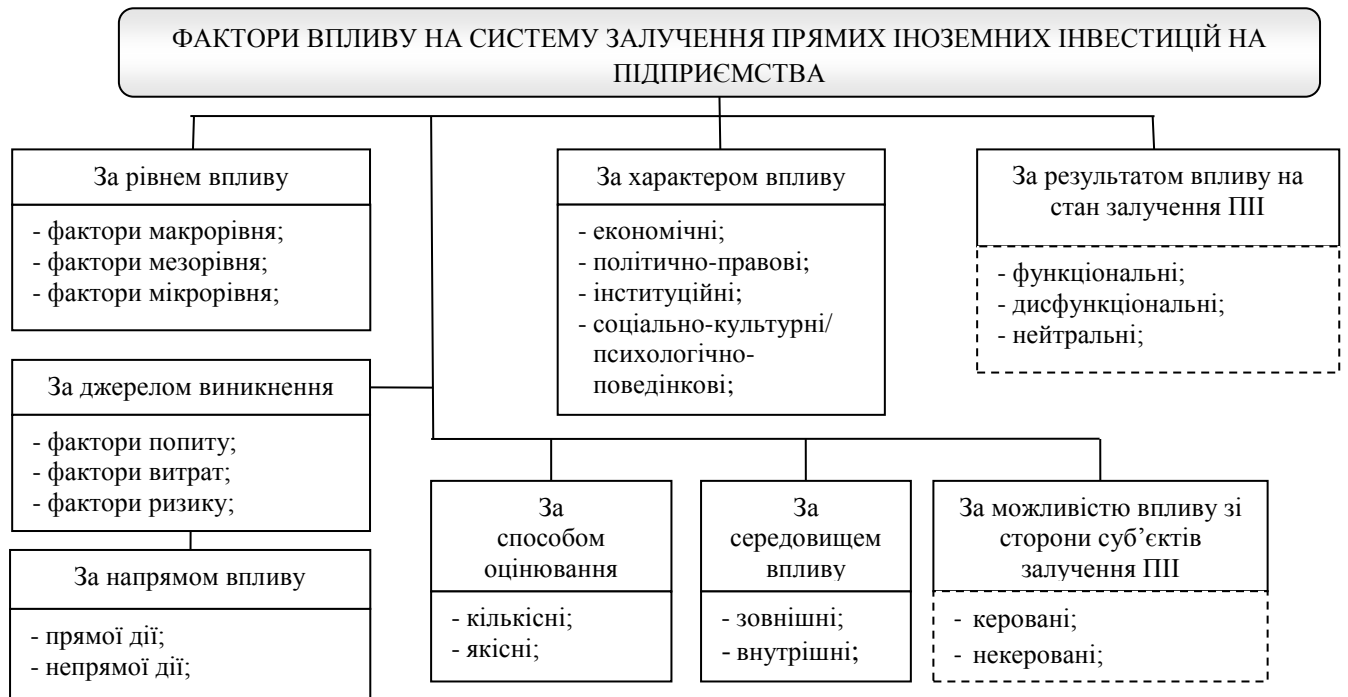 ФАКТОРИ ВПЛИВУ НА СИСТЕМУ ЗАЛУЧЕННЯ ПРЯМИХ ІНОЗЕМНИХ ІНВЕСТИЦІЙ НА
ПІДПРИЄМСТВА
За рівнем впливу
- фактори макрорівня;
- фактори мезорівня;
- фактори мікрорівня;
За характером впливу
- економічні;
- політично-правові;
- інституційні;
- соціально-культурні/
психологічно-
поведінкові;
За результатом впливу на
стан залучення ПІІ
- функціональні;
- дисфункціональні;
- нейтральні;
За джерелом виникнення
- фактори попиту;
- фактори витрат;
- фактори ризику;
За напрямом впливу
- прямої дії;
- непрямої дії;
За
способом
оцінювання
- кількісні;
- якісні;
За
середовищем
впливу
- зовнішні;
- внутрішні;
За можливістю впливу зі
сторони суб’єктів
залучення ПІІ
- керовані;
- некеровані;